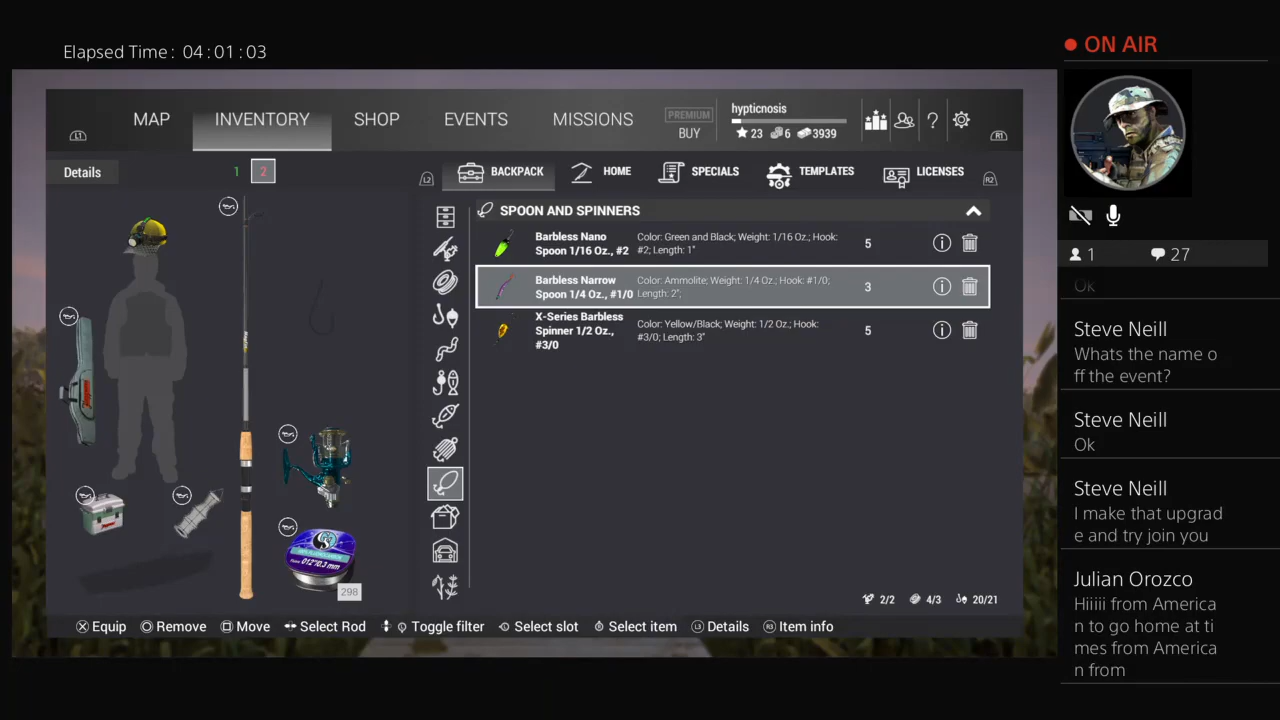 Elapsed Time: 04:01:03
ON AIR
MAP
INVENTORY
SHOP
EVENTS
MISSIONS
PREMIUM
BUY
hypticnosis
23 6 3939
?
L1
R1
Details
1
2
L2
BACKPACK
HOME
SPECIALS
TEMPLATES
LICENSES
R2
SPOON AND SPINNERS
Barbless Nano
Spoon 1/16 Oz., #2
Color: Green and Black; Weight: 1/16 Oz.; Hook:
#2; Length: 1"
5
Barbless Narrow
Spoon 1/4 Oz., #1/0
Color: Ammolite; Weight: 1/4 Oz.; Hook: #1/0;
Length: 2";
3
X-Series Barbless
Spinner 1/2 Oz.,
#3/0
Color: Yellow/Black; Weight: 1/2 Oz.; Hook:
#3/0; Length: 3"
5
298
2/2
4/3
20/21
Equip
Remove
Move
Select Rod
Toggle filter
Select slot
Select item
L3 Details
R3 Item info
1
27
Ok
Steve Neill
Whats the name o
ff the event?
Steve Neill
Ok
Steve Neill
I make that upgrad
e and try join you
Julian Orozco
Hiiiii from America
n to go home at ti
mes from America
n from